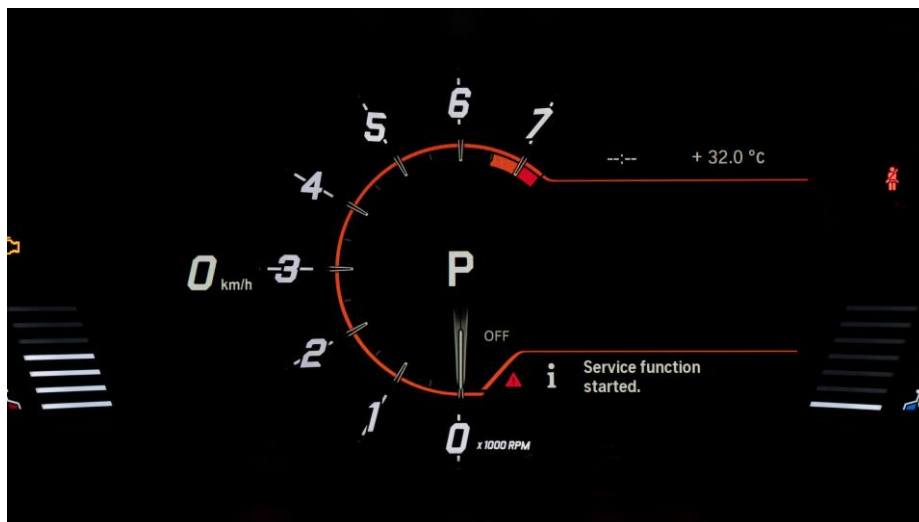 6
5
7
--:-- + 32.0 °c
4
P
0 km/h
3
OFF
2
i Service function
started.
1
0 x 1000 RPM